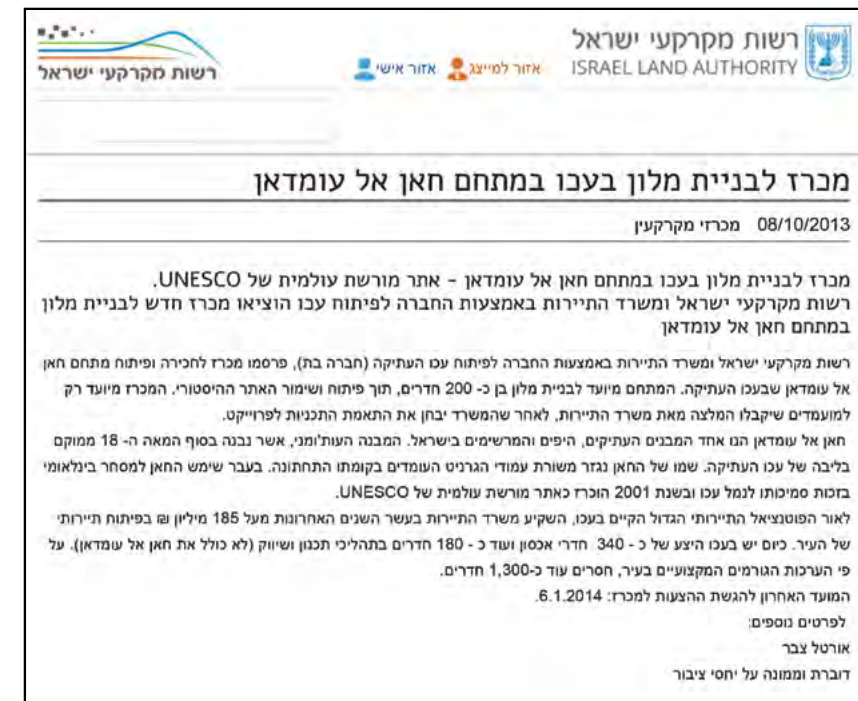 רשות מקרקעי ישראל
ISRAEL LAND AUTHORITY
אזור למייצג
אזור אישי
רשות מקרקעי ישראל
מכרז לבניית מלון בעכו במתחם חאן אל עומדאן
08/10/2013 מכרזי מקרקעין
מכרז לבניית מלון בעכו במתחם חאן אל עומדאן – אתר מורשת עולמית של UNESCO.
רשות מקרקעי ישראל ומשרד התיירות באמצעות החברה לפיתוח עכו הוציאו מכרז חדש לבניית מלון
במתחם חאן אל עומדאן
רשות מקרקעי ישראל ומשרד התיירות באמצעות החברה לפיתוח עכו העתיקה (חברה בת), פרסמו מכרז לחכירה ופיתוח מתחם חאן
אל עומדאן שבעכו העתיקה. המתחם מיועד לבניית מלון בן כ- 200 חדרים, תוך פיתוח ושימור האתר ההיסטורי. המכרז מיועד רק
למועמדים שיקבלו המלצה מאת משרד התיירות, לאחר שהמשרד יבחן את התאמת התכניות לפרוייקט.
חאן אל עומדאן הנו אחד המבנים העתיקים, היפים והמרשימים בישראל. המבנה העות'ומני, אשר נבנה בסוף המאה ה- 18 ממוקם
בליבה של עכו העתיקה. שמו של החאן נגזר משורת עמודי הגרניט העומדים בקומתו התחתונה. בעבר שימש החאן למסחר בינלאומי
בזכות סמיכותו לנמל עכו ובשנת 2001 הוכרז כאתר מורשת עולמית של UNESCO.
לאור הפוטנציאל התיירותי הגדול הקיים בעכו, השקיע משרד התיירות בעשר השנים האחרונות מעל 185 מיליון ₪ בפיתוח תיירותי
של העיר. כיום יש בעכו היצע של כ - 340 חדרי אכסון ועוד כ - 180 חדרים בתהליכי תכנון ושיווק (לא כולל את חאן אל עומדאן). על
פי הערכות הגורמים המקצועיים בעיר, חסרים עוד כ-1,300 חדרים.
המועד האחרון להגשת ההצעות למכרז: 6.1.2014.
לפרטים נוספים:
אורטל צבר
דוברת וממונה על יחסי ציבור